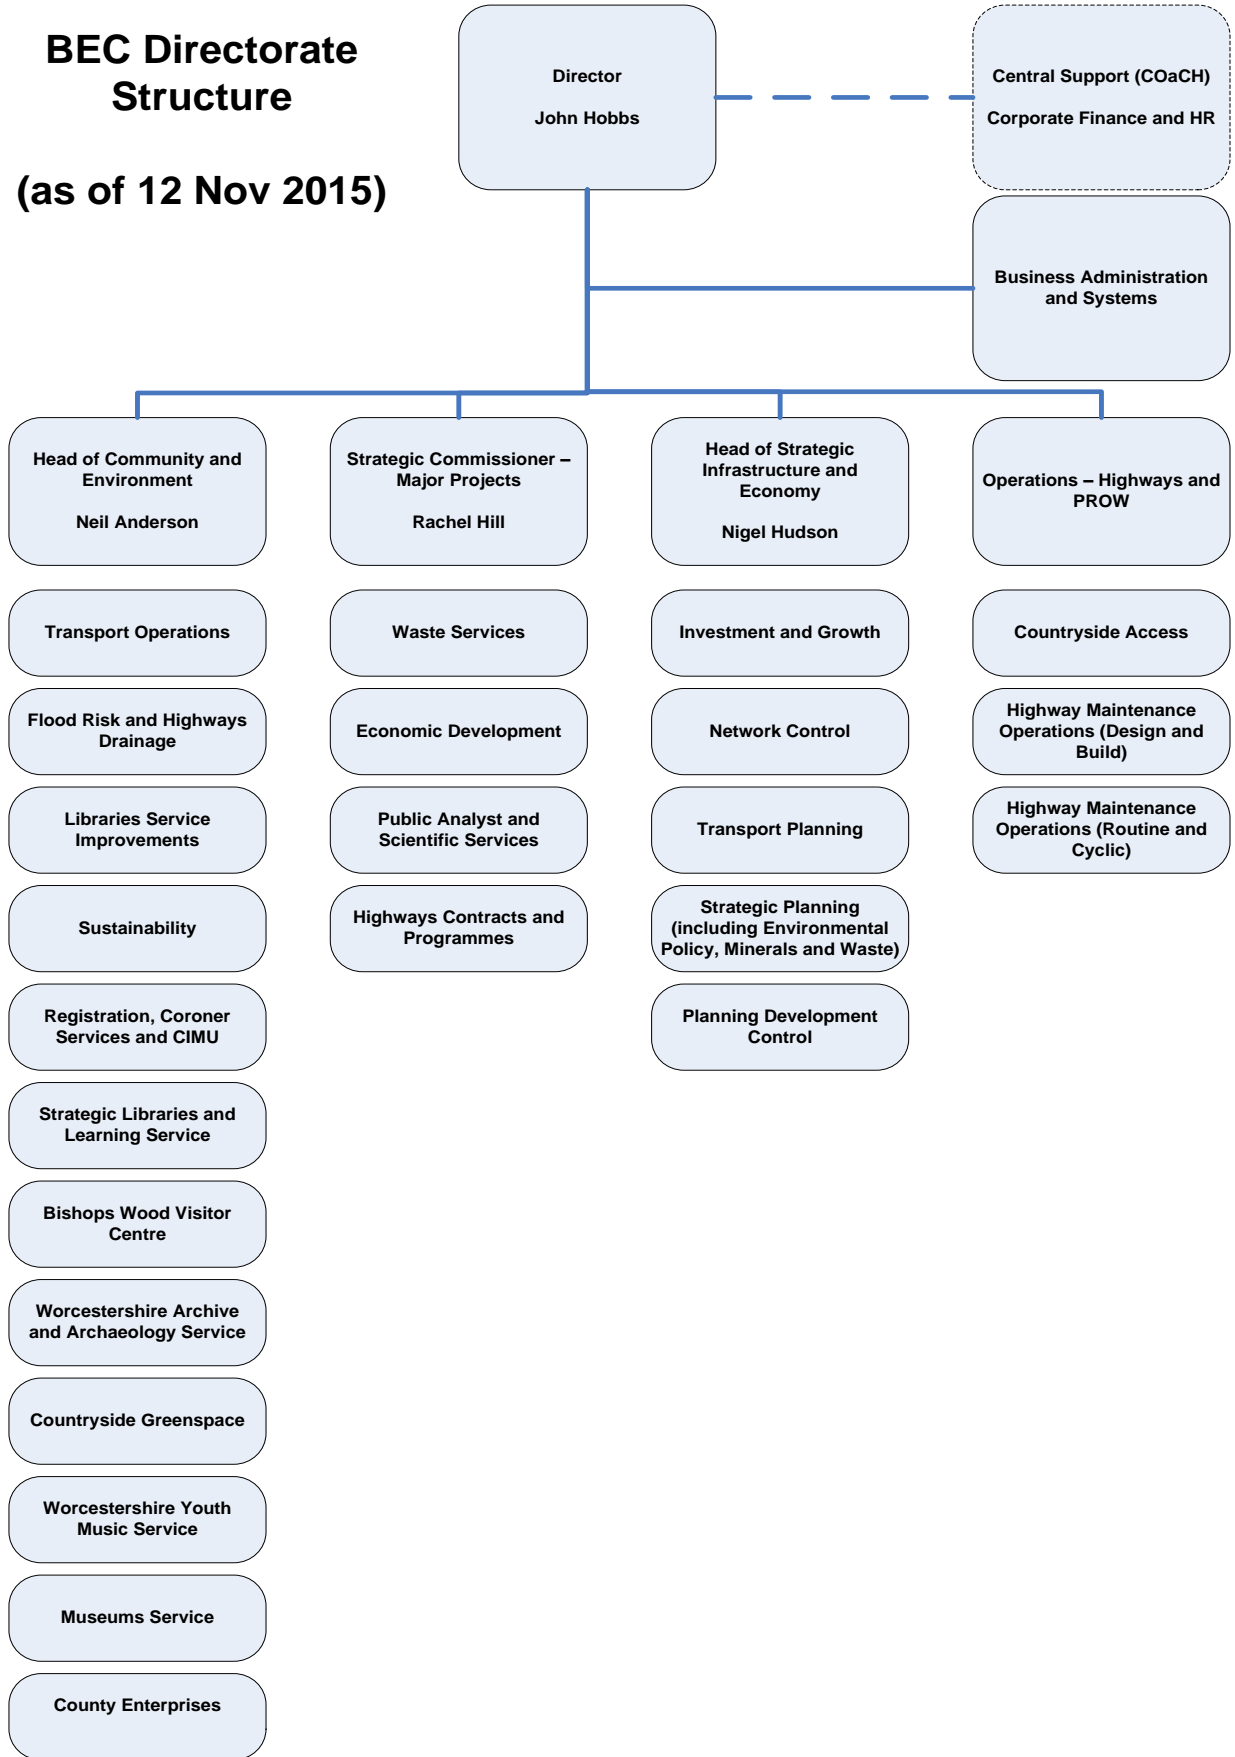 BEC Directorate
Structure
(as of 12 Nov 2015)
Director
John Hobbs
Central Support (COaCH)
Corporate Finance and HR
Business Administration
and Systems
Head of Community and
Environment
Neil Anderson
Transport Operations
Flood Risk and Highways
Drainage
Libraries Service
Improvements
Sustainability
Registration, Coroner
Services and CIMU
Strategic Libraries and
Learning Service
Bishops Wood Visitor
Centre
Worcestershire Archive
and Archaeology Service
Countryside Greenspace
Worcestershire Youth
Music Service
Museums Service
County Enterprises
Strategic Commissioner –
Major Projects
Rachel Hill
Waste Services
Economic Development
Public Analyst and
Scientific Services
Highways Contracts and
Programmes
Head of Strategic
Infrastructure and
Economy
Nigel Hudson
Investment and Growth
Network Control
Transport Planning
Strategic Planning
(including Environmental
Policy, Minerals and Waste)
Planning Development
Control
Operations – Highways and
PROW
Countryside Access
Highway Maintenance
Operations (Design and
Build)
Highway Maintenance
Operations (Routine and
Cyclic)